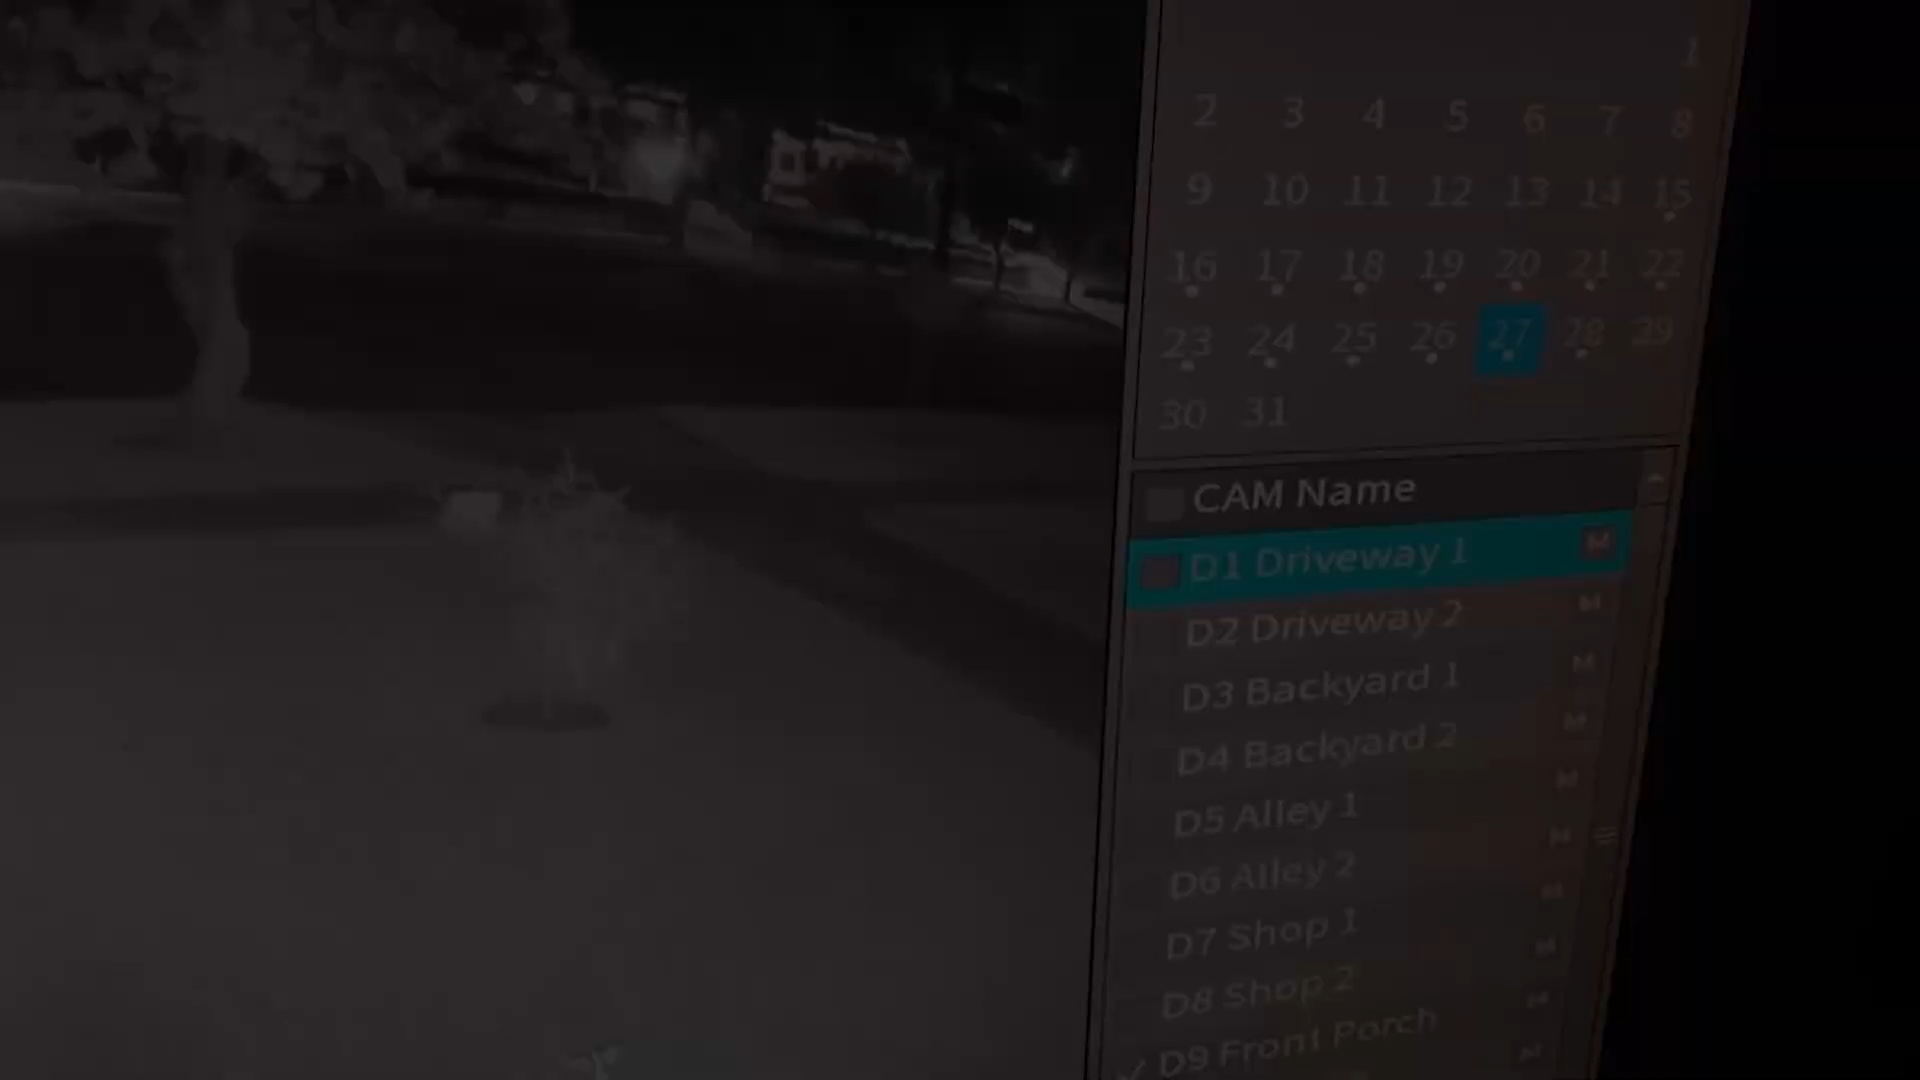 1
2 3 4 5 6 7 8
9 10 11 12 13 14 15
16 17 18 19 20 21 22
23 24 25 26 27 28 29
30 31
CAM Name
D1 Driveway 1 M
D2 Driveway 2 M
D3 Backyard 1 M
D4 Backyard 2 M
D5 Alley 1 M
D6 Alley 2 M
D7 Shop 1 M
D8 Shop 2 M
D9 Front Porch M